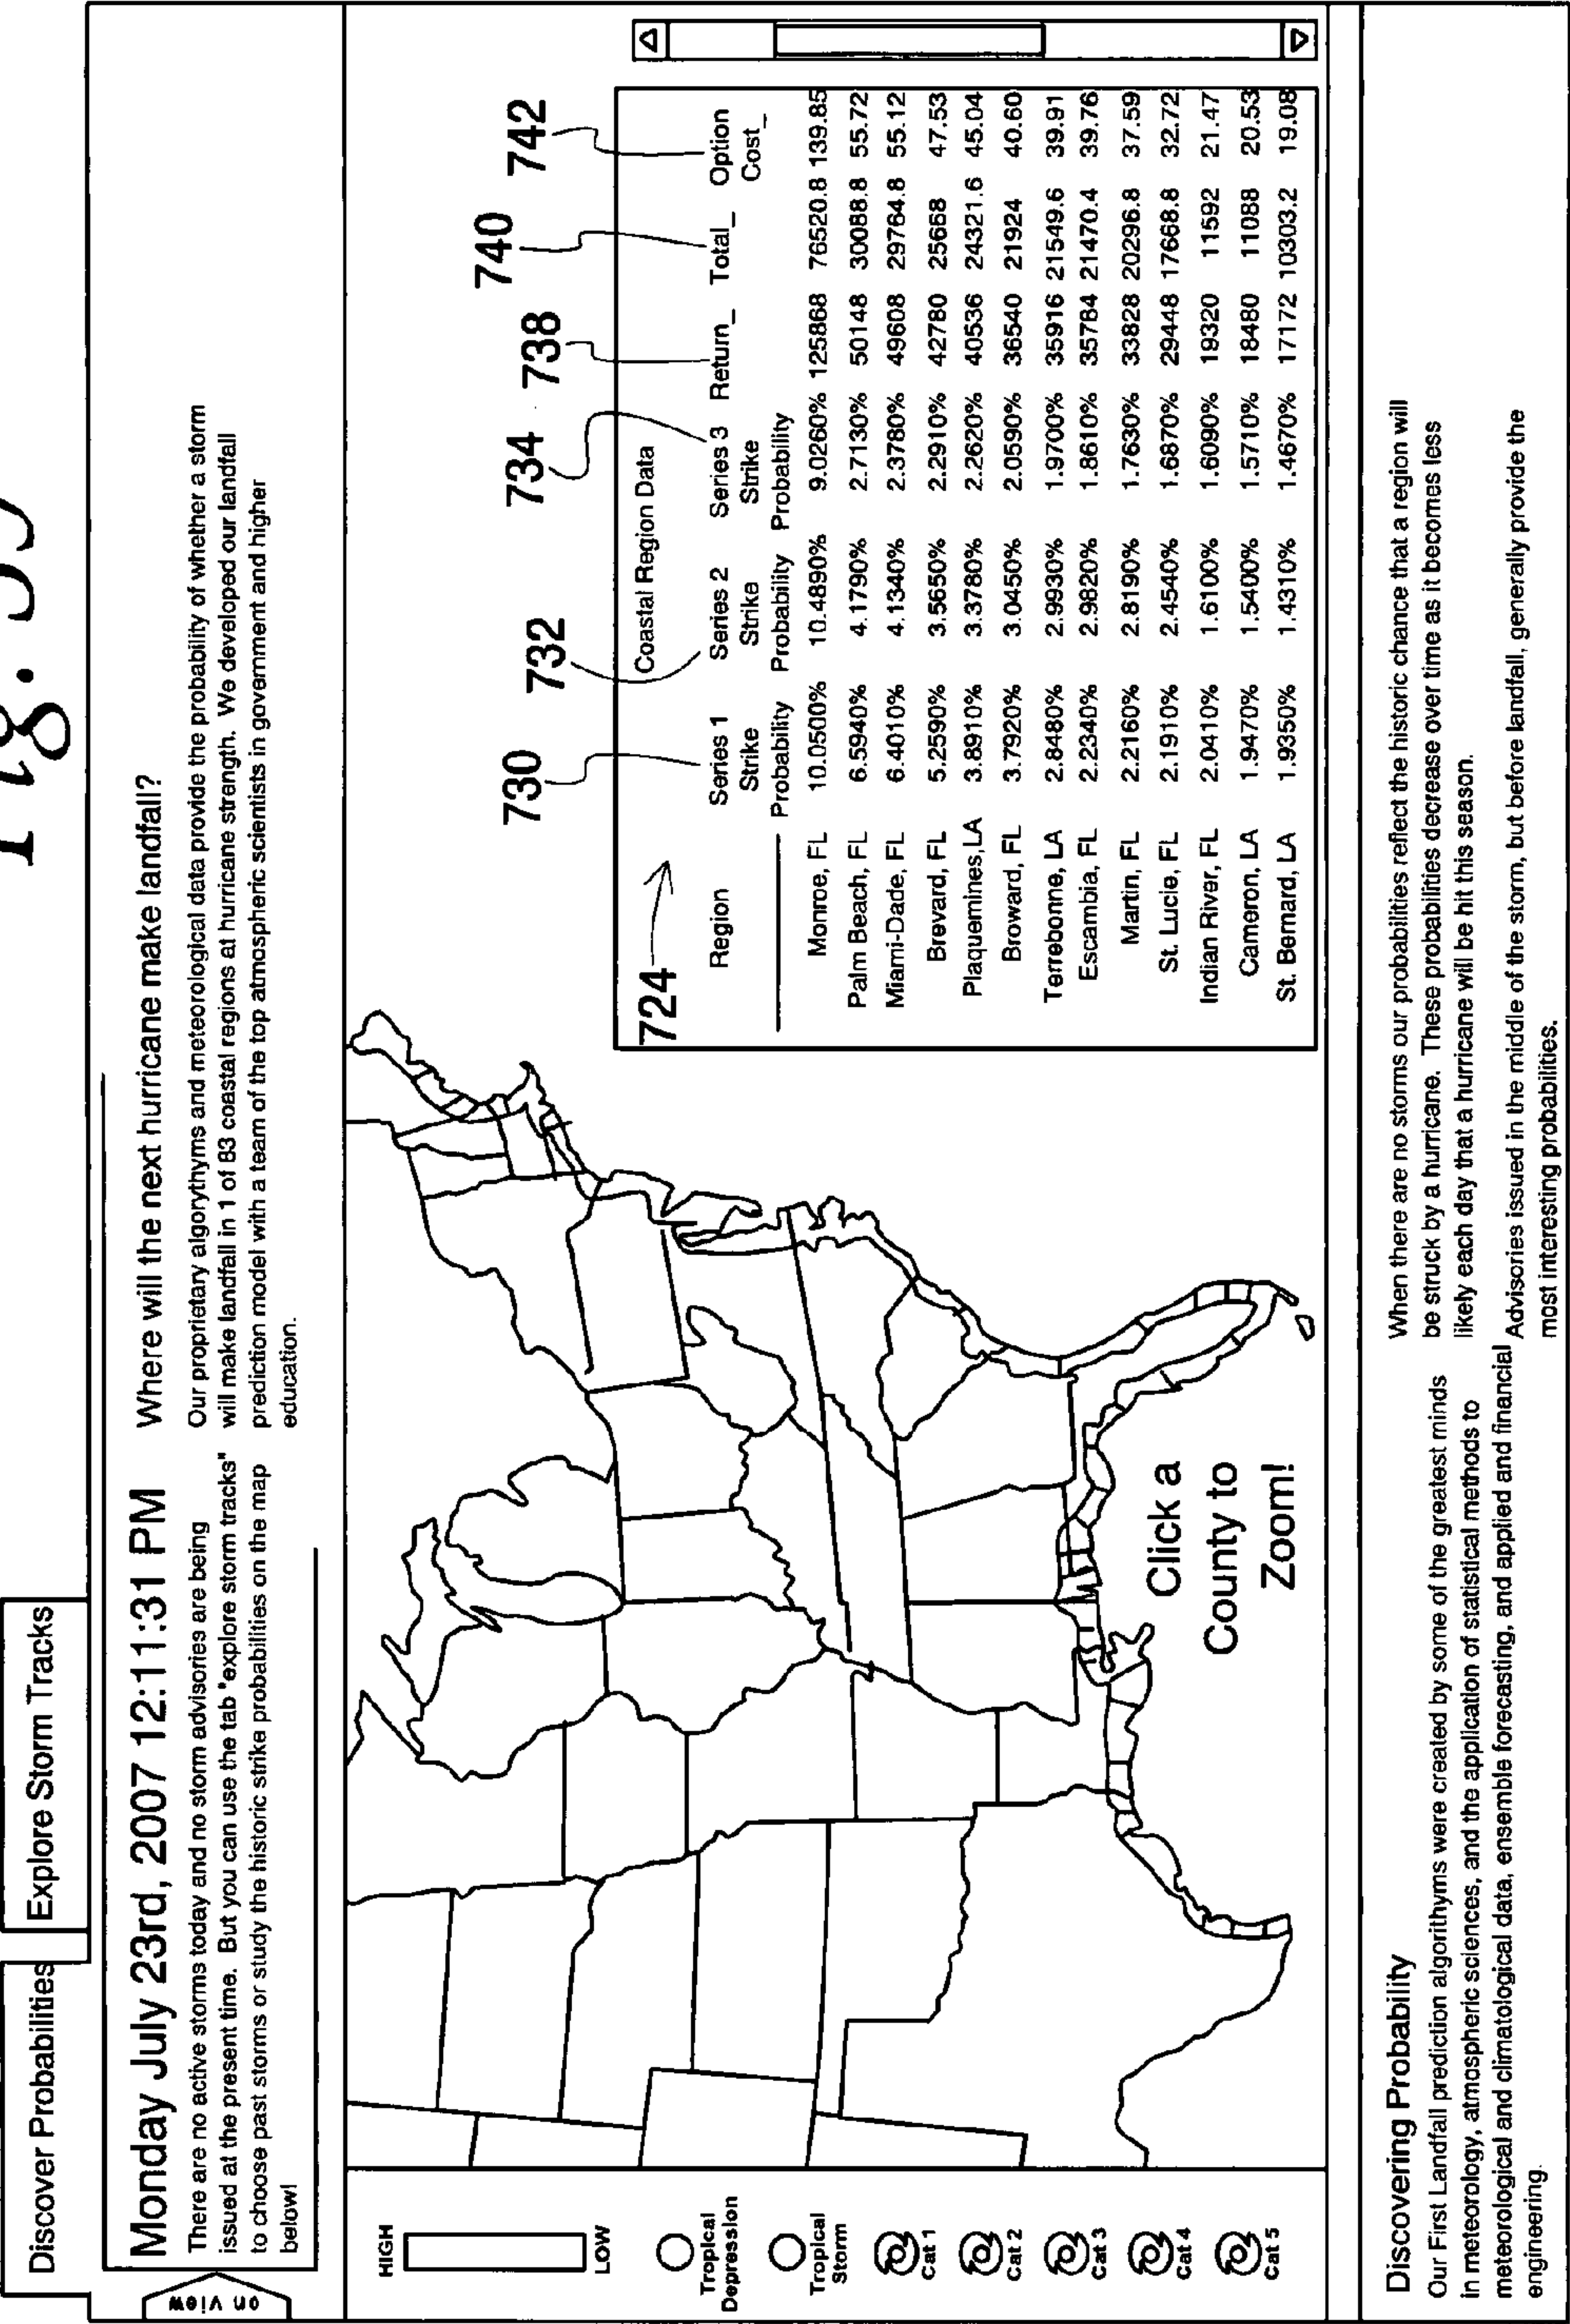 Discover Probabilities
Explore Storm Tracks
on view
Monday July 23rd, 2007 12:11:31 PM
There are no active storms today and no storm advisories are being
issued at the present time. But you can use the tab "explore storm tracks"
to choose past storms or study the historic strike probabilities on the map
below!
Where will the next hurricane make landfall?
Our proprietary algorythyms and meteorological data provide the probability of whether a storm
will make landfall in 1 of 83 coastal regions at hurricane strength. We developed our landfall
prediction model with a team of the top atmospheric scientists in government and higher
education.
HIGH
LOW
Tropical
Depression
Tropical
Storm
Cat 1
Cat 2
Cat 3
Cat 4
Cat 5
Click a
County to
Zoom!
724
730
732
734
738
740
742
Coastal Region Data
Region Series 1 Series 2 Series 3 Return_ Total_ Option
Strike Strike Strike Cost_
Probability Probability Probability
Monroe, FL 10.0500% 10.4890% 9.0260% 125868 76520.8 139.85
Palm Beach, FL 6.5940% 4.1790% 2.7130% 50148 30088.8 55.72
Miami-Dade, FL 6.4010% 4.1340% 2.3780% 49608 29764.8 55.12
Brevard, FL 5.2590% 3.5650% 2.2910% 42780 25668 47.53
Plaquemines,LA 3.8910% 3.3780% 2.2620% 40536 24321.6 45.04
Broward, FL 3.7920% 3.0450% 2.0590% 36540 21924 40.60
Terrebonne, LA 2.8480% 2.9930% 1.9700% 35916 21549.6 39.91
Escambia, FL 2.2340% 2.9820% 1.8610% 35784 21470.4 39.76
Martin, FL 2.2160% 2.8190% 1.7630% 33828 20296.8 37.59
St. Lucie, FL 2.1910% 2.4540% 1.6870% 29448 17668.8 32.72
Indian River, FL 2.0410% 1.6100% 1.6090% 19320 11592 21.47
Cameron, LA 1.9470% 1.5400% 1.5710% 18480 11088 20.53
St. Bernard, LA 1.9350% 1.4310% 1.4670% 17172 10303.2 19.08
Discovering Probability
Our First Landfall prediction algorithyms were created by some of the greatest minds
in meteorology, atmospheric sciences, and the application of statistical methods to
meteorological and climatological data, ensemble forecasting, and applied and financial
engineering.
When there are no storms our probabilities reflect the historic chance that a region will
be struck by a hurricane. These probabilities decrease over time as it becomes less
likely each day that a hurricane will be hit this season.
Advisories issued in the middle of the storm, but before landfall, generally provide the
most interesting probabilities.